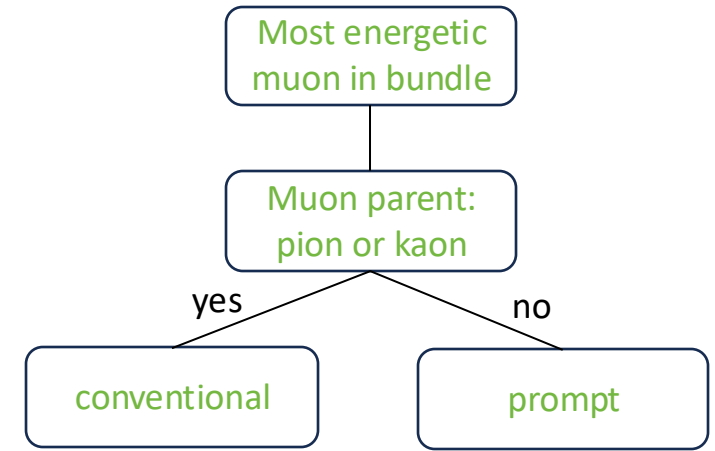 Most energetic
muon in bundle
Muon parent:
pion or kaon
yes
no
conventional
prompt